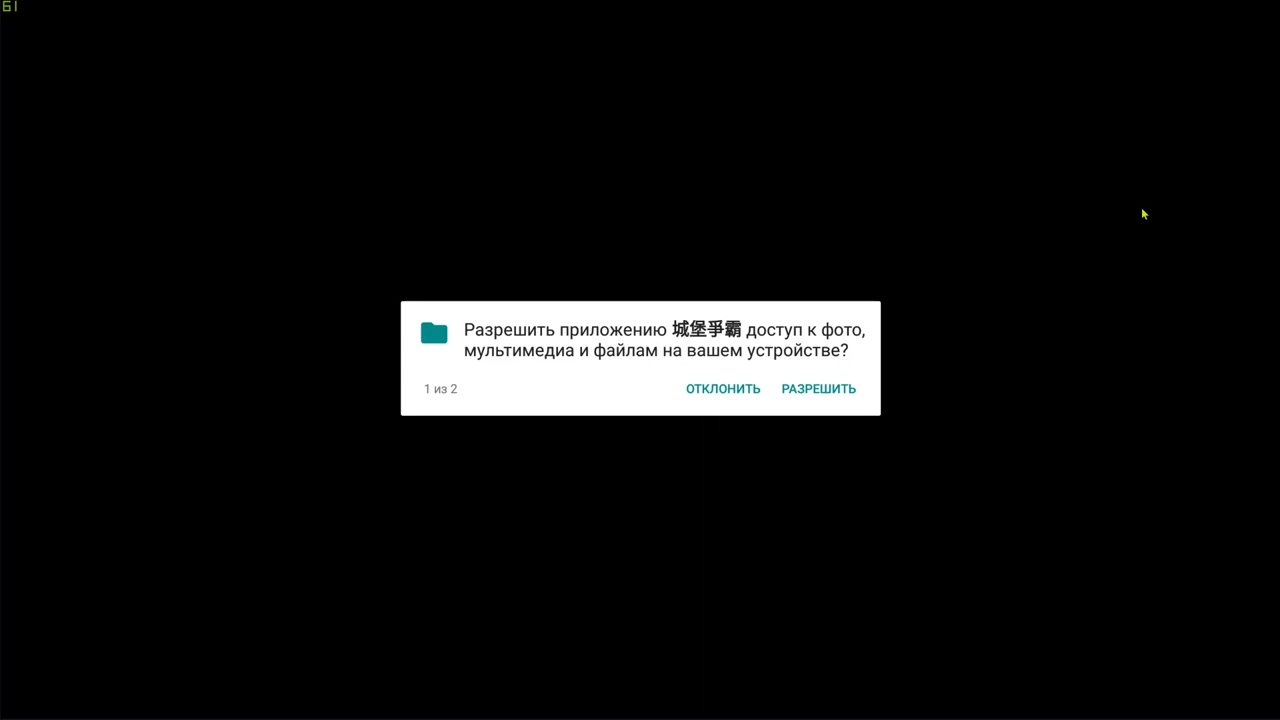 61
Разрешить приложению 城堡爭霸 доступ к фото,
мультимедиа и файлам на вашем устройстве?
1 из 2
ОТКЛОНИТЬ
РАЗРЕШИТЬ